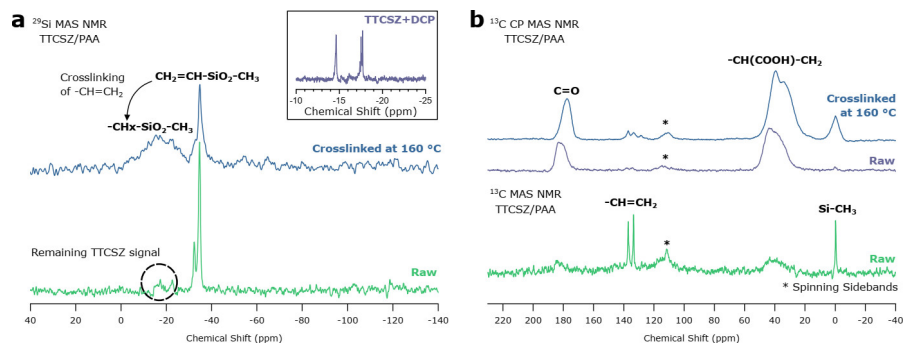 a
²⁹Si MAS NMR
TTCSZ/PAA
Crosslinking
of -CH=CH₂
CH₂=CH-SiO₂-CH₃
-CHx-SiO₂-CH₃
Crosslinked at 160 °C
Remaining TTCSZ signal
Raw
40 20 0 -20 -40 -60 -80 -100 -120 -140
Chemical Shift (ppm)
TTCSZ+DCP
-10 -15 -20 -25
Chemical Shift (ppm)
b
¹³C CP MAS NMR
TTCSZ/PAA
-CH(COOH)-CH₂
C=O
*
Crosslinked
at 160 °C
*
Raw
¹³C MAS NMR
TTCSZ/PAA
-CH=CH₂
Si-CH₃
*
Raw
* Spinning Sidebands
220 200 180 160 140 120 100 80 60 40 20 0 -20 -40
Chemical Shift (ppm)